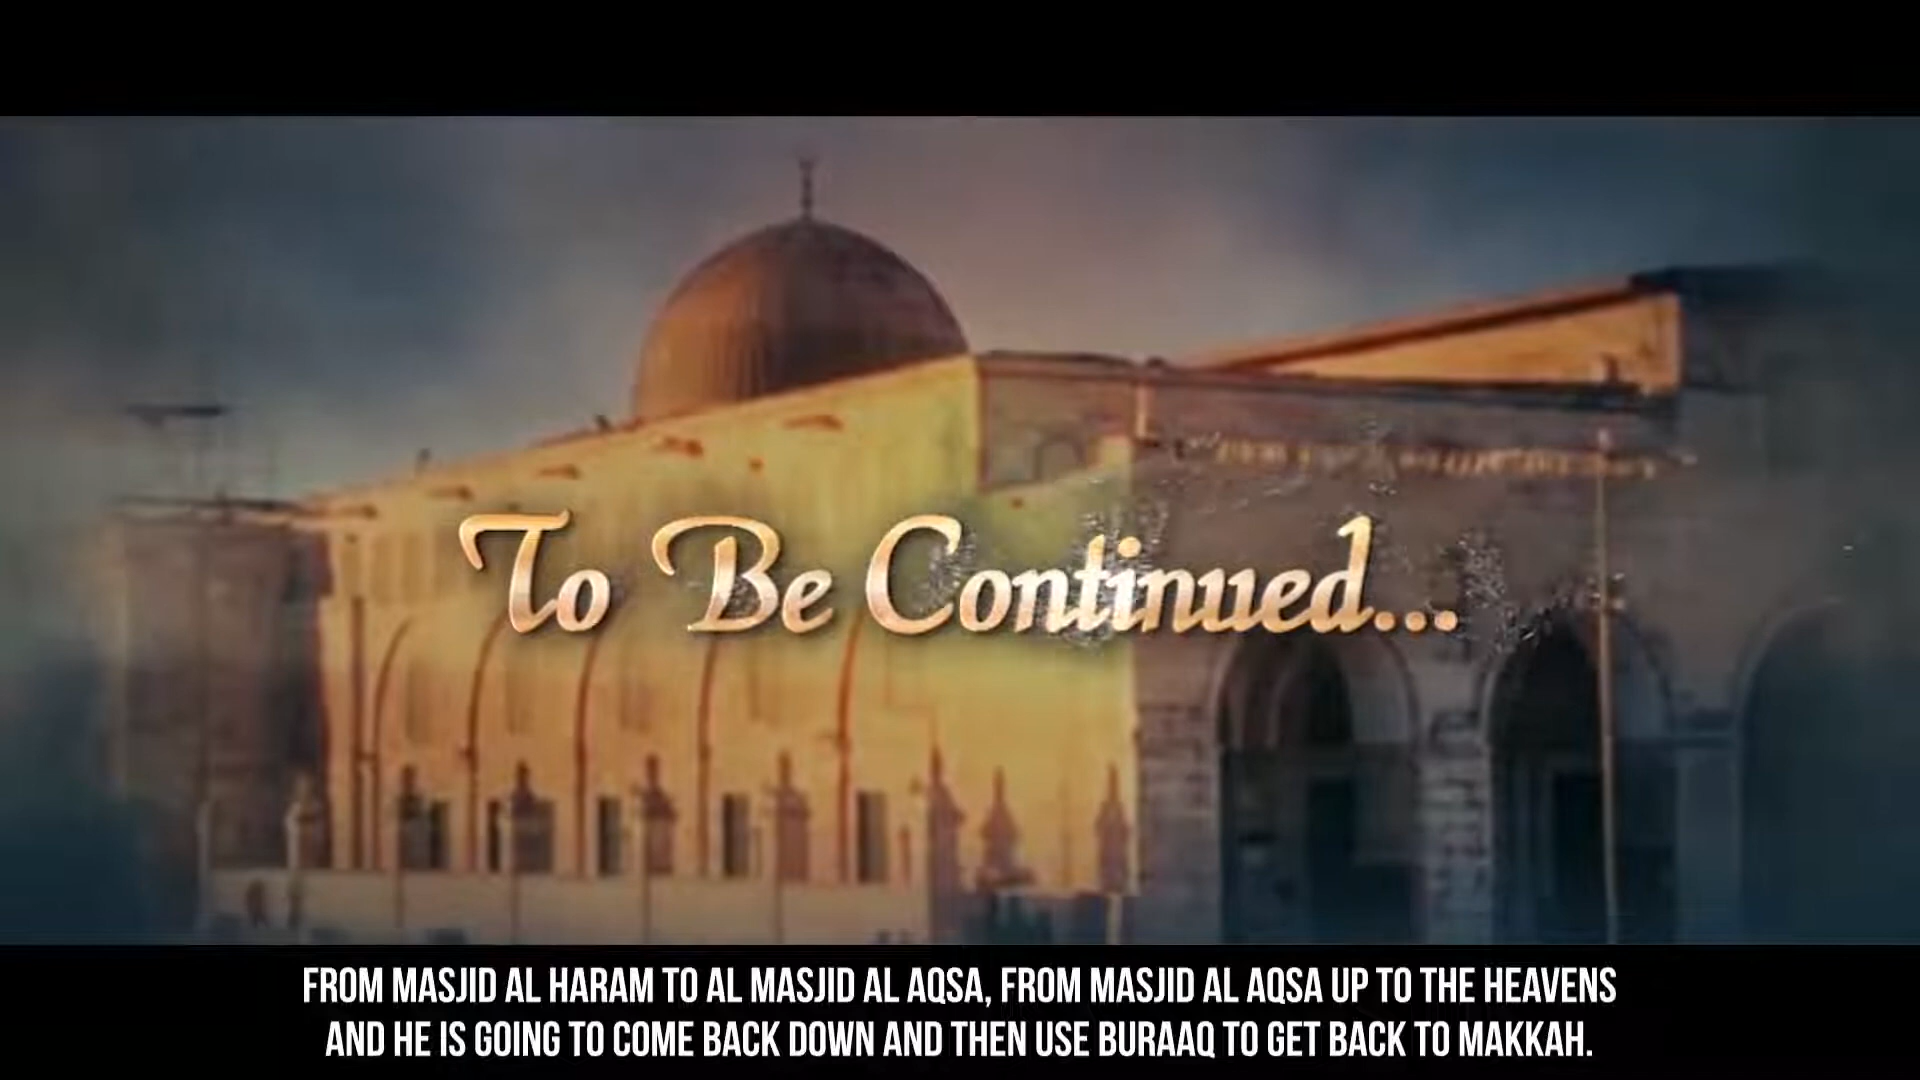 To Be Continued...
FROM MASJID AL HARAM TO AL MASJID AL AQSA, FROM MASJID AL AQSA UP TO THE HEAVENS
AND HE IS GOING TO COME BACK DOWN AND THEN USE BURAAQ TO GET BACK TO MAKKAH.